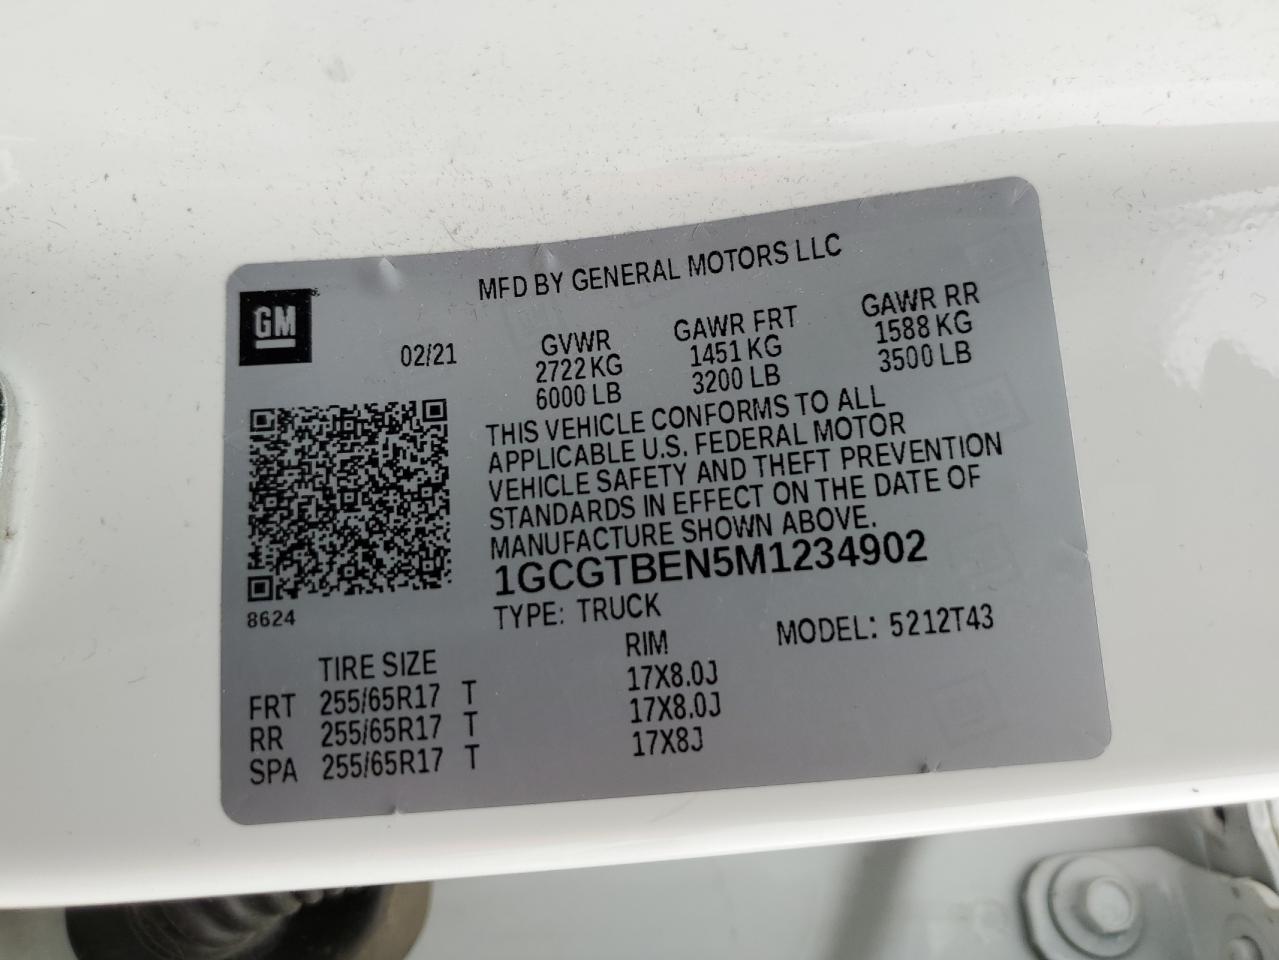 MFD BY GENERAL MOTORS LLC
GM
02/21
GVWR
2722 KG
6000 LB
GAWR FRT
1451 KG
3200 LB
GAWR RR
1588 KG
3500 LB
THIS VEHICLE CONFORMS TO ALL
APPLICABLE U.S. FEDERAL MOTOR
VEHICLE SAFETY AND THEFT PREVENTION
STANDARDS IN EFFECT ON THE DATE OF
MANUFACTURE SHOWN ABOVE.
1GCGTBEN5M1234902
8624
TYPE: TRUCK
MODEL: 5212T43
TIRE SIZE RIM
FRT 255/65R17 T 17X8.0J
RR 255/65R17 T 17X8.0J
SPA 255/65R17 T 17X8J